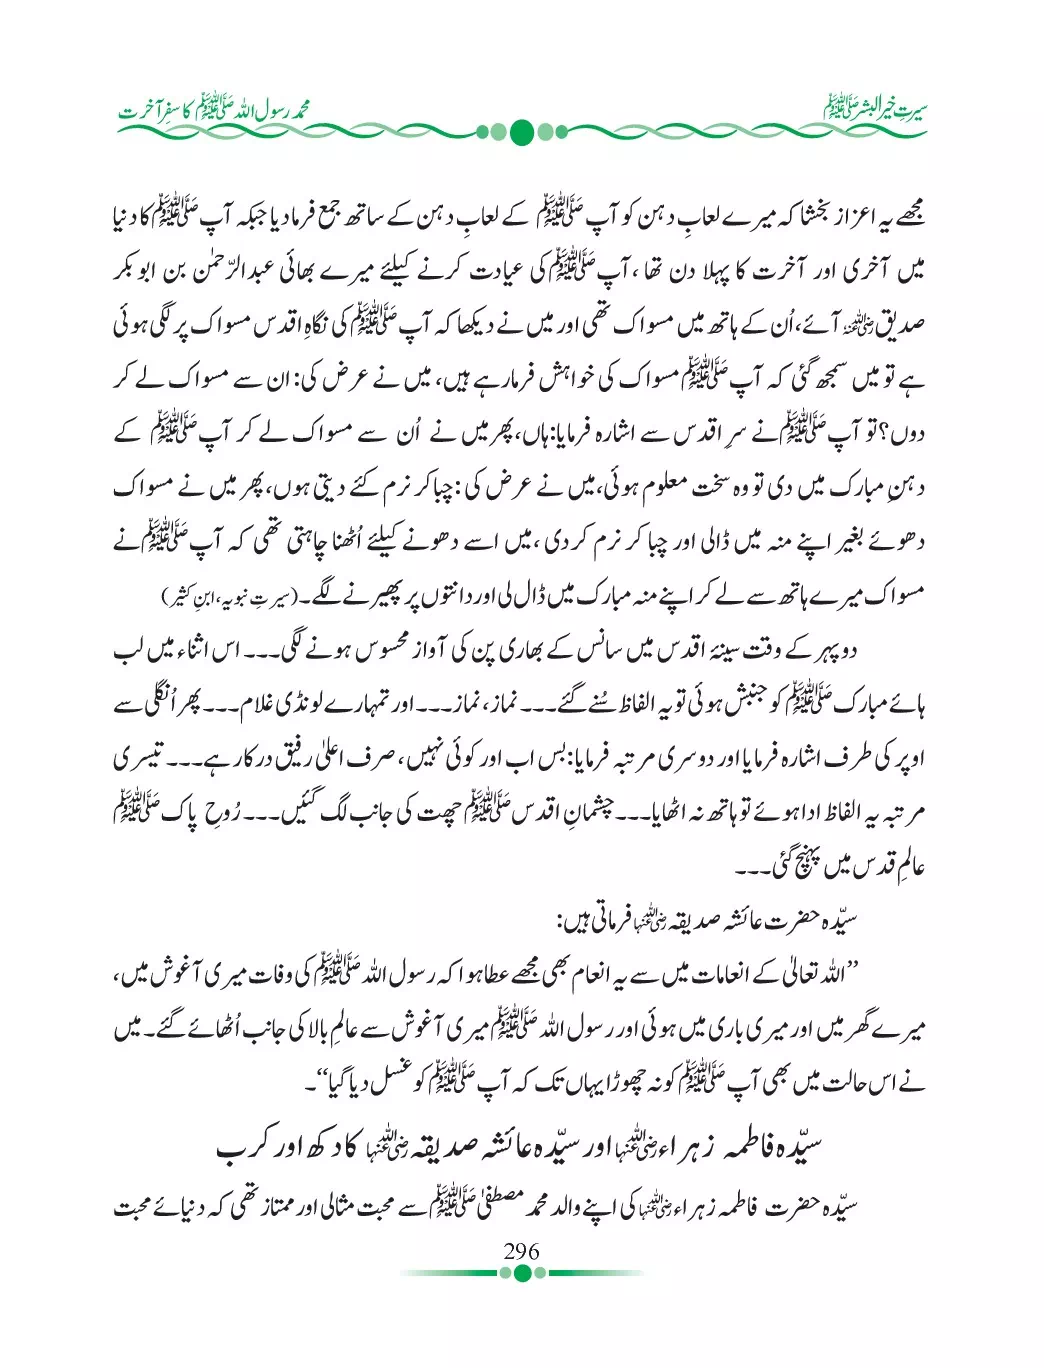 سیرتِ خیر البشر ﷺ
محمد رسول اللہ ﷺ کا سفرِ آخرت
مجھے یہ اعزاز بخشا کہ میرے لعابِ دہن کو آپ ﷺ کے لعابِ دہن کے ساتھ جمع فرما دیا جبکہ آپ ﷺ کا دنیا
میں آخری اور آخرت کا پہلا دن تھا، آپ ﷺ کی عیادت کرنے کیلئے میرے بھائی عبدالرّحمٰن بن ابو بکر
صدیق رضی اللہ عنہ آئے، اُن کے ہاتھ میں مسواک تھی اور میں نے دیکھا کہ آپ ﷺ کی نگاہِ اقدس مسواک پر لگی ہوئی
ہے تو میں سمجھ گئی کہ آپ ﷺ مسواک کی خواہش فرما رہے ہیں، میں نے عرض کی: ان سے مسواک لے کر
دوں؟ تو آپ ﷺ نے سرِ اقدس سے اشارہ فرمایا: ہاں، پھر میں نے اُن سے مسواک لے کر آپ ﷺ کے
دہنِ مبارک میں دی تو وہ سخت معلوم ہوئی، میں نے عرض کی: چبا کر نرم کئے دیتی ہوں، پھر میں نے مسواک
دھوئے بغیر اپنے منہ میں ڈالی اور چبا کر نرم کر دی، میں اسے دھونے کیلئے اُٹھنا چاہتی تھی کہ آپ ﷺ نے
مسواک میرے ہاتھ سے لے کر اپنے منہ مبارک میں ڈال لی اور دانتوں پر پھیرنے لگے۔ (سیرتِ نبویہ، ابنِ کثیر)
دوپہر کے وقت سینۂ اقدس میں سانس کے بھاری پن کی آواز محسوس ہونے لگی۔۔۔ اس اثناء میں لب
ہائے مبارک ﷺ کو جنبش ہوئی تو یہ الفاظ سُنے گئے۔۔۔ نماز، نماز۔۔۔ اور تمہارے لونڈی غلام۔۔۔ پھر اُنگلی سے
اوپر کی طرف اشارہ فرمایا اور دوسری مرتبہ فرمایا: بس اب اور کوئی نہیں، صرف اعلیٰ رفیق درکار ہے۔۔۔ تیسری
مرتبہ یہ الفاظ ادا ہوئے تو ہاتھ نہ اٹھایا۔۔۔ چشمانِ اقدس ﷺ چھت کی جانب لگ گئیں۔۔۔ رُوحِ پاک ﷺ
عالمِ قدس میں پہنچ گئی۔۔۔
سیّدہ حضرت عائشہ صدیقہ رضی اللہ عنہا فرماتی ہیں:
’’اللہ تعالیٰ کے انعامات میں سے یہ انعام بھی مجھے عطا ہوا کہ رسول اللہ ﷺ کی وفات میری آغوش میں،
میرے گھر میں اور میری باری میں ہوئی اور رسول اللہ ﷺ میری آغوش سے عالمِ بالا کی جانب اُٹھائے گئے۔ میں
نے اس حالت میں بھی آپ ﷺ کو نہ چھوڑا یہاں تک کہ آپ ﷺ کو غسل دیا گیا‘‘۔
سیّدہ فاطمہ زہراء رضی اللہ عنہا اور سیّدہ عائشہ صدیقہ رضی اللہ عنہا کا دکھ اور کرب
سیّدہ حضرت فاطمہ زہراء رضی اللہ عنہا کی اپنے والد محمد مصطفیٰ ﷺ سے محبت مثالی اور ممتاز تھی کہ دنیائے محبت
296